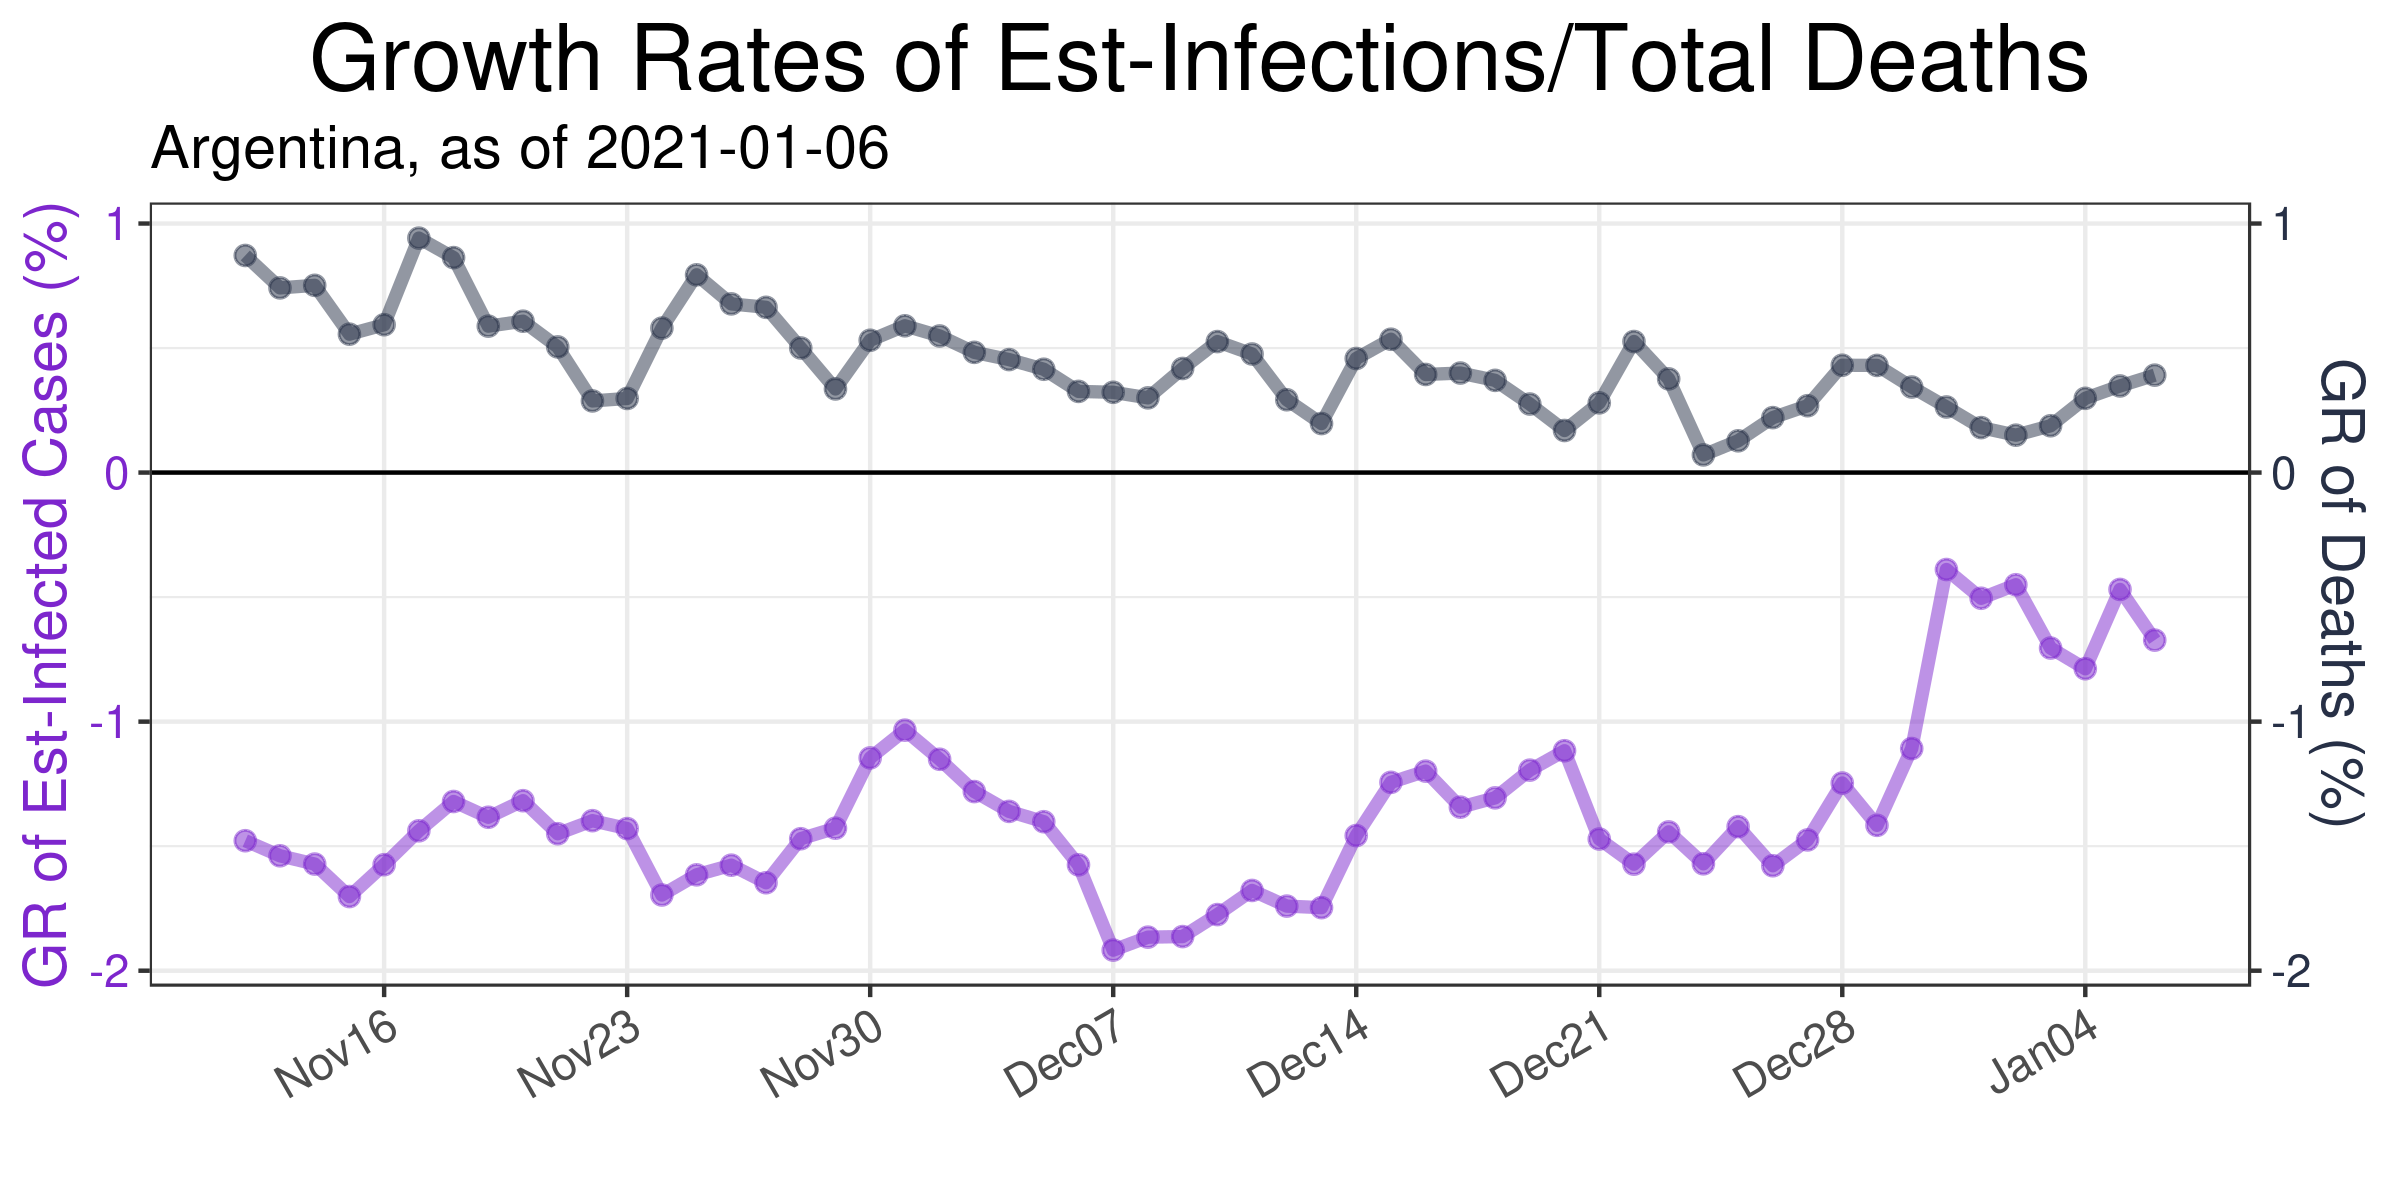 Growth Rates of Est-Infections/Total Deaths
Argentina, as of 2021-01-06
GR of Est-Infected Cases (%)
1
0
-1
-2
1
0
-1
-2
GR of Deaths (%)
Nov16
Nov23
Nov30
Dec07
Dec14
Dec21
Dec28
Jan04